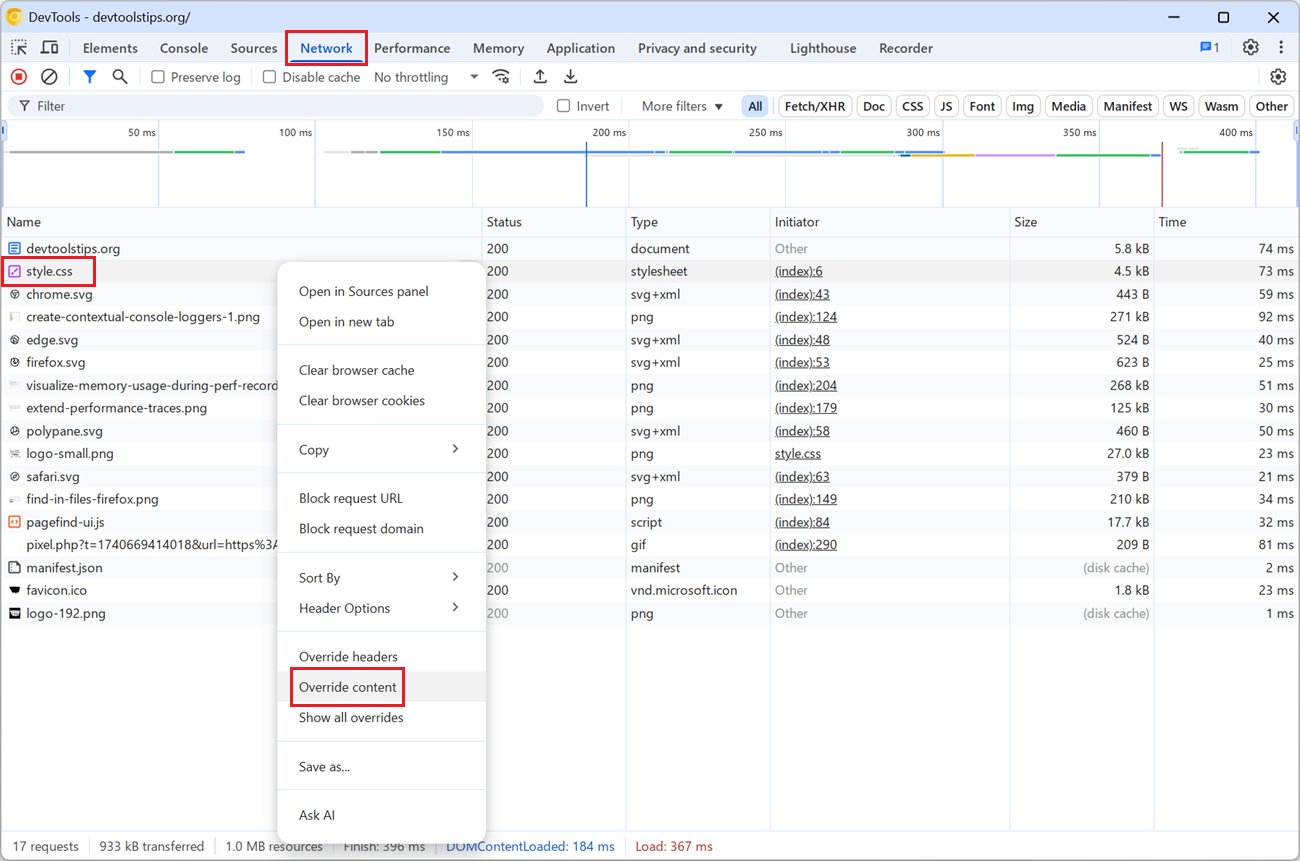 DevTools - devtoolstips.org/
Elements Console Sources Network Performance Memory Application Privacy and security Lighthouse Recorder 1
Preserve log Disable cache No throttling
Filter Invert More filters All Fetch/XHR Doc CSS JS Font Img Media Manifest WS Wasm Other
50 ms 100 ms 150 ms 200 ms 250 ms 300 ms 350 ms 400 ms
Name Status Type Initiator Size Time
devtoolstips.org 200 document Other 5.8 kB 74 ms
style.css 200 stylesheet (index):6 4.5 kB 73 ms
chrome.svg 200 svg+xml (index):43 443 B 59 ms
create-contextual-console-loggers-1.png 200 png (index):124 271 kB 92 ms
edge.svg 200 svg+xml (index):48 524 B 40 ms
firefox.svg 200 svg+xml (index):53 623 B 25 ms
visualize-memory-usage-during-perf-record 200 png (index):204 268 kB 51 ms
extend-performance-traces.png 200 png (index):179 125 kB 30 ms
polypane.svg 200 svg+xml (index):58 460 B 50 ms
logo-small.png 200 png style.css 27.0 kB 23 ms
safari.svg 200 svg+xml (index):63 379 B 21 ms
find-in-files-firefox.png 200 png (index):149 210 kB 34 ms
pagefind-ui.js 200 script (index):84 17.7 kB 32 ms
pixel.php?t=1740669414018&url=https%3A 200 gif (index):290 209 B 81 ms
manifest.json 200 manifest Other (disk cache) 2 ms
favicon.ico 200 vnd.microsoft.icon Other 1.8 kB 23 ms
logo-192.png 200 png Other (disk cache) 1 ms
Open in Sources panel
Open in new tab
Clear browser cache
Clear browser cookies
Copy
Block request URL
Block request domain
Sort By
Header Options
Override headers
Override content
Show all overrides
Save as...
Ask AI
17 requests 933 kB transferred 1.0 MB resources Finish: 396 ms DOMContentLoaded: 184 ms Load: 367 ms